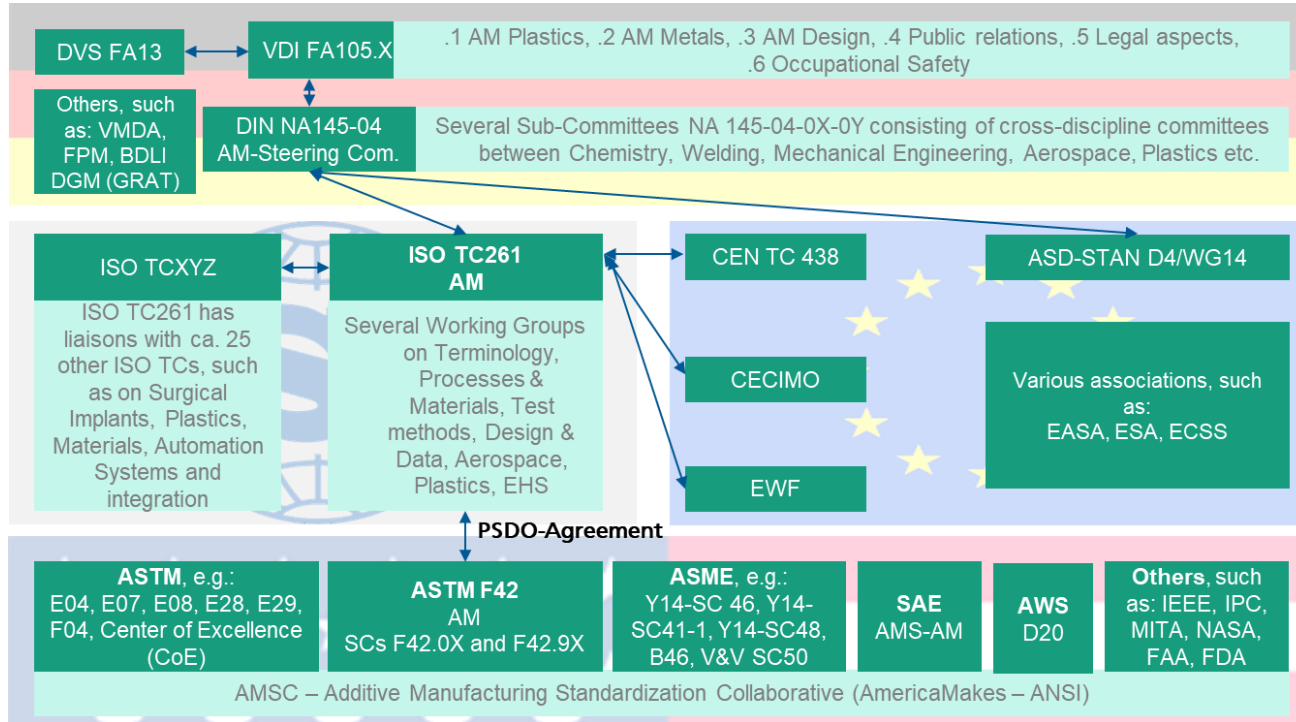 DVS FA13
VDI FA105.X
.1 AM Plastics, .2 AM Metals, .3 AM Design, .4 Public relations, .5 Legal aspects,
.6 Occupational Safety
Others, such
as: VMDA,
FPM, BDLI
DGM (GRAT)
DIN NA145-04
AM-Steering Com.
Several Sub-Committees NA 145-04-0X-0Y consisting of cross-discipline committees
between Chemistry, Welding, Mechanical Engineering, Aerospace, Plastics etc.
ISO TCXYZ
ISO TC261 has
liaisons with ca. 25
other ISO TCs, such
as on Surgical
Implants, Plastics,
Materials, Automation
Systems and
integration
ISO TC261
AM
Several Working Groups
on Terminology,
Processes &
Materials, Test
methods, Design &
Data, Aerospace,
Plastics, EHS
CEN TC 438
CECIMO
EWF
ASD-STAN D4/WG14
Various associations, such
as:
EASA, ESA, ECSS
PSDO-Agreement
ASTM, e.g.:
E04, E07, E08, E28, E29,
F04, Center of Excellence
(CoE)
ASTM F42
AM
SCs F42.0X and F42.9X
ASME, e.g.:
Y14-SC 46, Y14-
SC41-1, Y14-SC48,
B46, V&V SC50
SAE
AMS-AM
AWS
D20
Others, such
as: IEEE, IPC,
MITA, NASA,
FAA, FDA
AMSC – Additive Manufacturing Standardization Collaborative (AmericaMakes – ANSI)